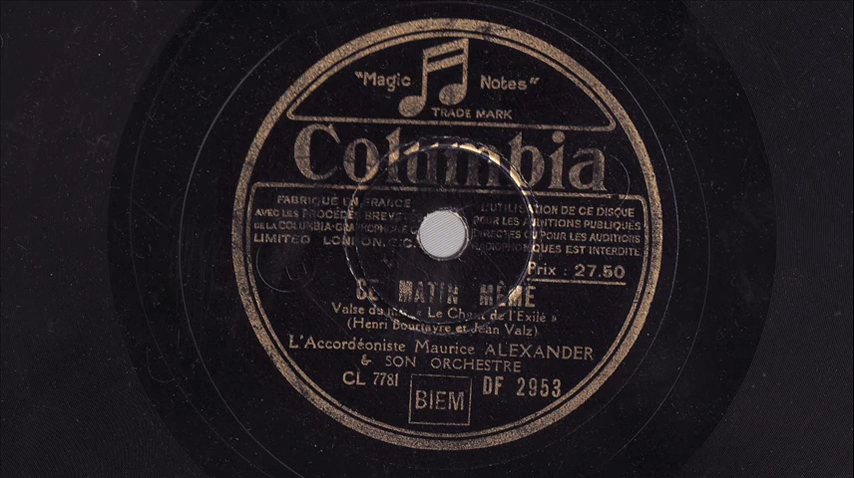 "Magic Notes"
TRADE MARK
Columbia
FABRIQUÉ EN FRANCE
AVEC LES PROCÉDÉS BREVETÉS
DE LA COLUMBIA-GRAPHOPHONE
LIMITED LONDON,
L'UTILISATION DE CE DISQUE
POUR LES AUDITIONS PUBLIQUES
DIRECTES OU POUR LES AUDITIONS
RADIOPHONIQUES EST INTERDITE
Prix : 27.50
CE MATIN MÊME
Valse du « Le Chant de l'Exilé »
(Henri Bourtayre et Jean Valz)
L'Accordéoniste Maurice ALEXANDER
& SON ORCHESTRE
CL 7781
BIEM
DF 2953